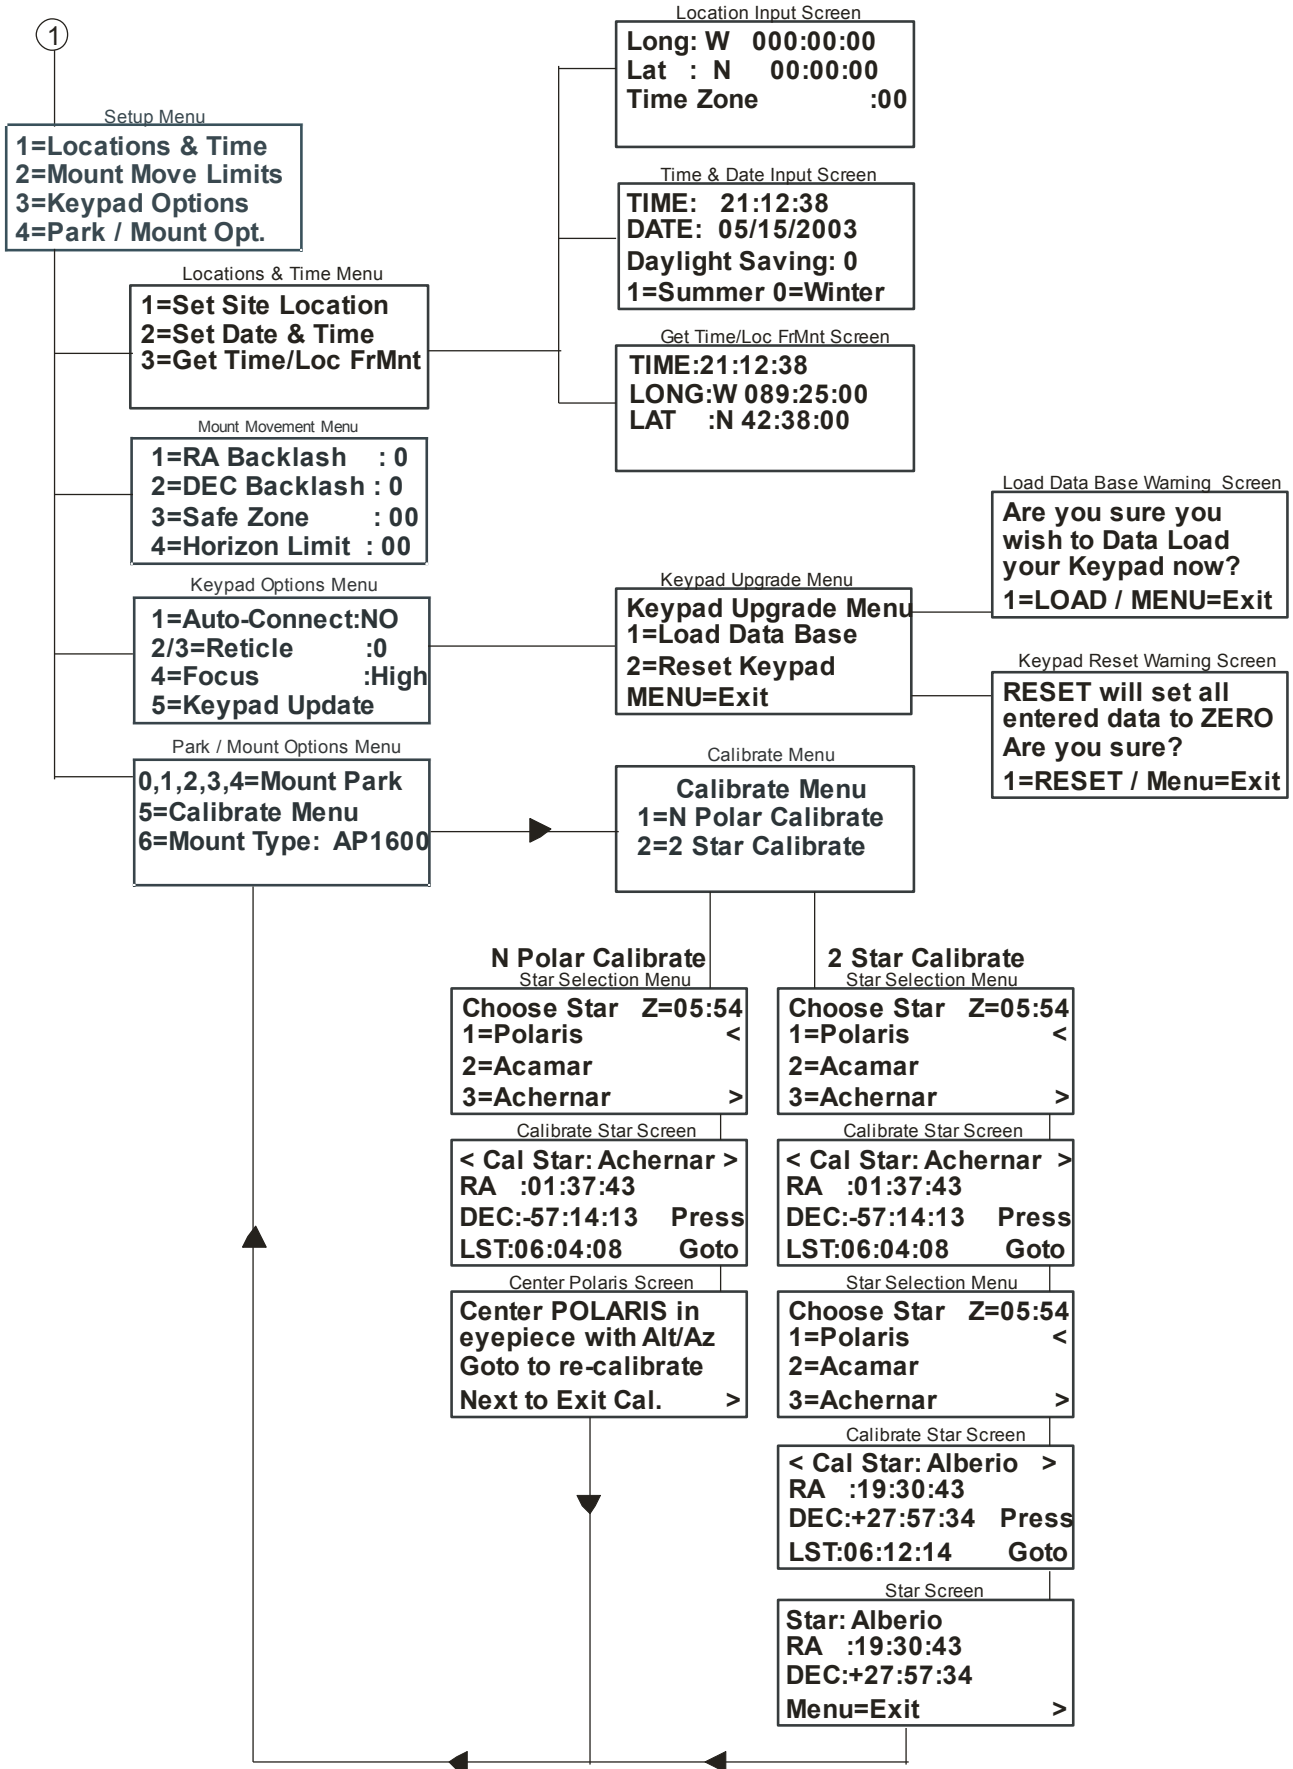 1
Setup Menu
1=Locations & Time
2=Mount Move Limits
3=Keypad Options
4=Park / Mount Opt.
Locations & Time Menu
1=Set Site Location
2=Set Date & Time
3=Get Time/Loc FrMnt
Location Input Screen
Long: W 000:00:00
Lat : N 00:00:00
Time Zone :00
Time & Date Input Screen
TIME: 21:12:38
DATE: 05/15/2003
Daylight Saving: 0
1=Summer 0=Winter
Get Time/Loc FrMnt Screen
TIME:21:12:38
LONG:W 089:25:00
LAT :N 42:38:00
Mount Movement Menu
1=RA Backlash : 0
2=DEC Backlash : 0
3=Safe Zone : 00
4=Horizon Limit : 00
Keypad Options Menu
1=Auto-Connect:NO
2/3=Reticle :0
4=Focus :High
5=Keypad Update
Keypad Upgrade Menu
Keypad Upgrade Menu
1=Load Data Base
2=Reset Keypad
MENU=Exit
Load Data Base Warning Screen
Are you sure you
wish to Data Load
your Keypad now?
1=LOAD / MENU=Exit
Keypad Reset Warning Screen
RESET will set all
entered data to ZERO
Are you sure?
1=RESET / Menu=Exit
Park / Mount Options Menu
0,1,2,3,4=Mount Park
5=Calibrate Menu
6=Mount Type: AP1600
Calibrate Menu
Calibrate Menu
1=N Polar Calibrate
2=2 Star Calibrate
N Polar Calibrate
Star Selection Menu
Choose Star Z=05:54
1=Polaris <
2=Acamar
3=Achernar >
Calibrate Star Screen
< Cal Star: Achernar >
RA :01:37:43
DEC:-57:14:13 Press
LST:06:04:08 Goto
Center Polaris Screen
Center POLARIS in
eyepiece with Alt/Az
Goto to re-calibrate
Next to Exit Cal. >
2 Star Calibrate
Star Selection Menu
Choose Star Z=05:54
1=Polaris <
2=Acamar
3=Achernar >
Calibrate Star Screen
< Cal Star: Achernar >
RA :01:37:43
DEC:-57:14:13 Press
LST:06:04:08 Goto
Star Selection Menu
Choose Star Z=05:54
1=Polaris <
2=Acamar
3=Achernar >
Calibrate Star Screen
< Cal Star: Alberio >
RA :19:30:43
DEC:+27:57:34 Press
LST:06:12:14 Goto
Star Screen
Star: Alberio
RA :19:30:43
DEC:+27:57:34
Menu=Exit >